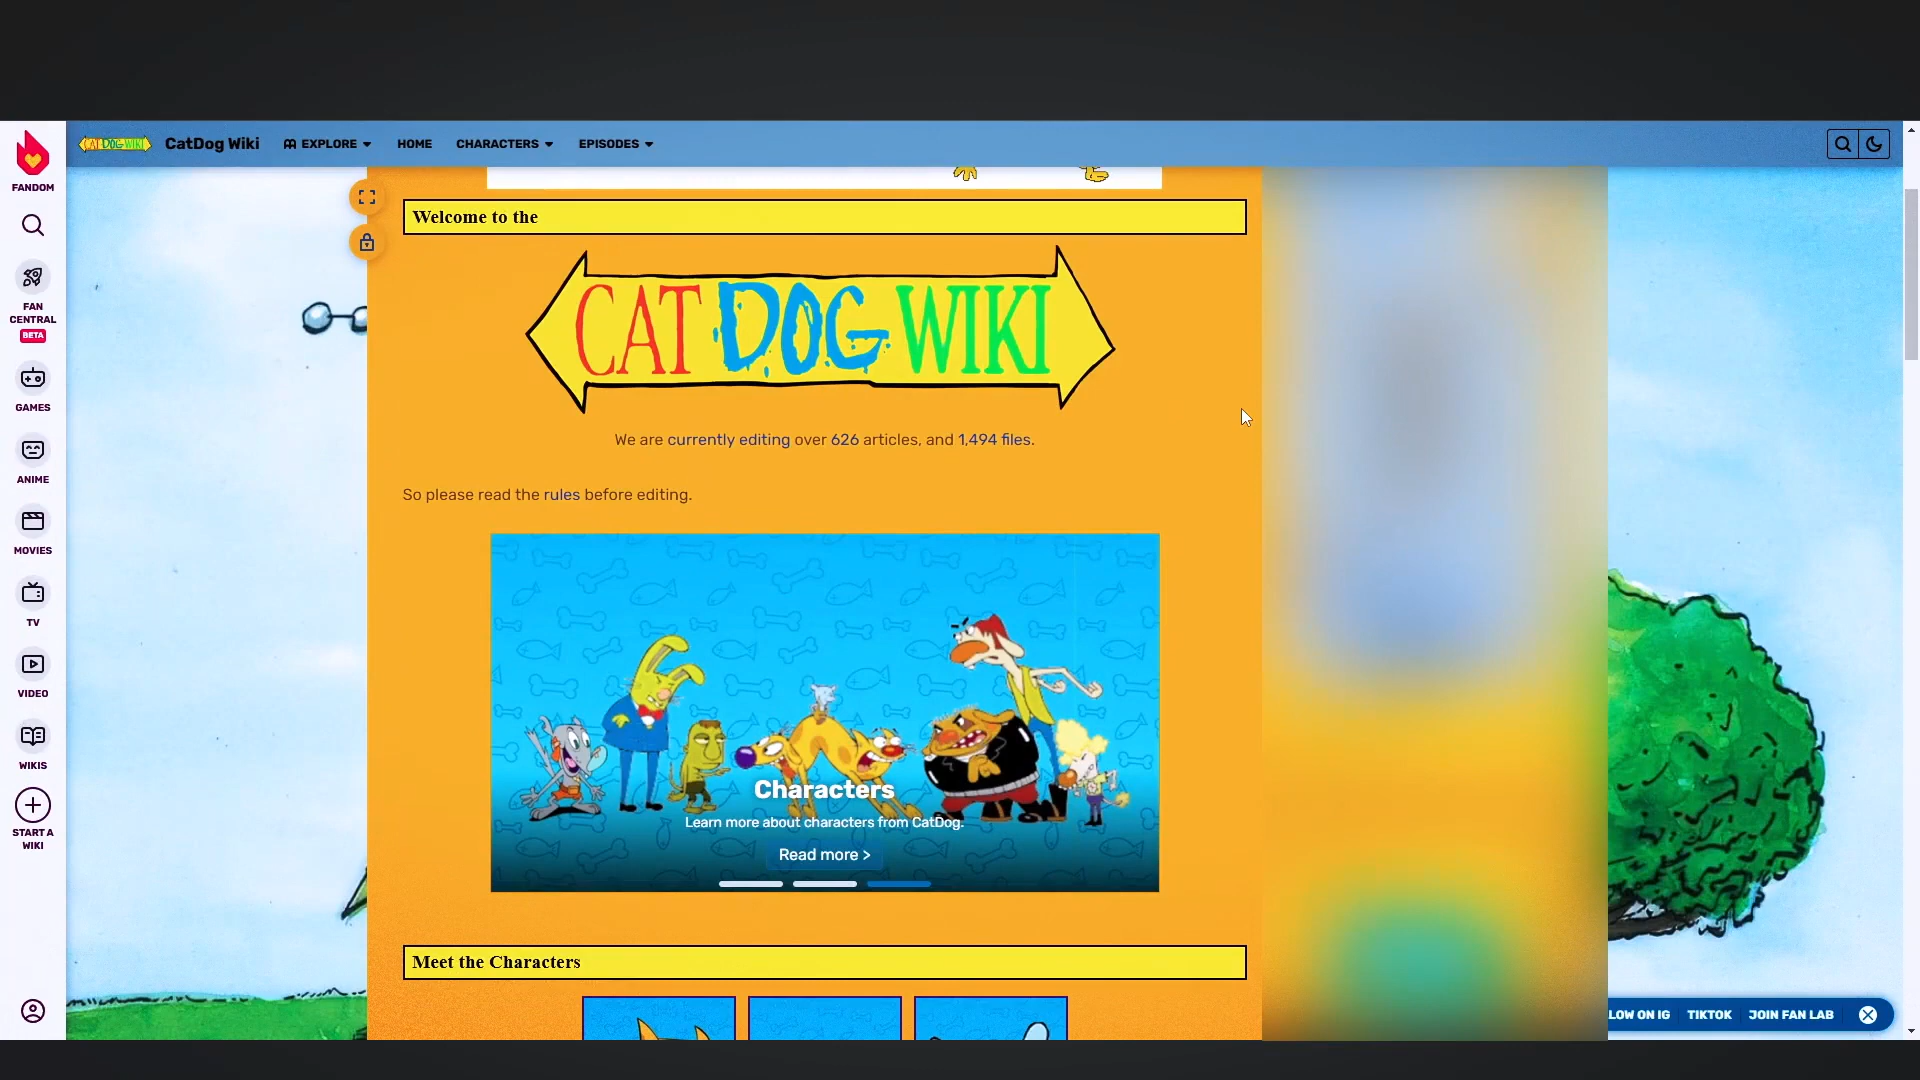 FANDOM
FAN
CENTRAL
BETA
GAMES
ANIME
MOVIES
TV
VIDEO
WIKIS
START A
WIKI
CATDOGWIKI
CatDog Wiki
EXPLORE
HOME
CHARACTERS
EPISODES
Welcome to the
CAT DOG WIKI
We are currently editing over 626 articles, and 1,494 files.
So please read the rules before editing.
Characters
Learn more about characters from CatDog.
Read more >
Meet the Characters
LOW ON IG TIKTOK JOIN FAN LAB